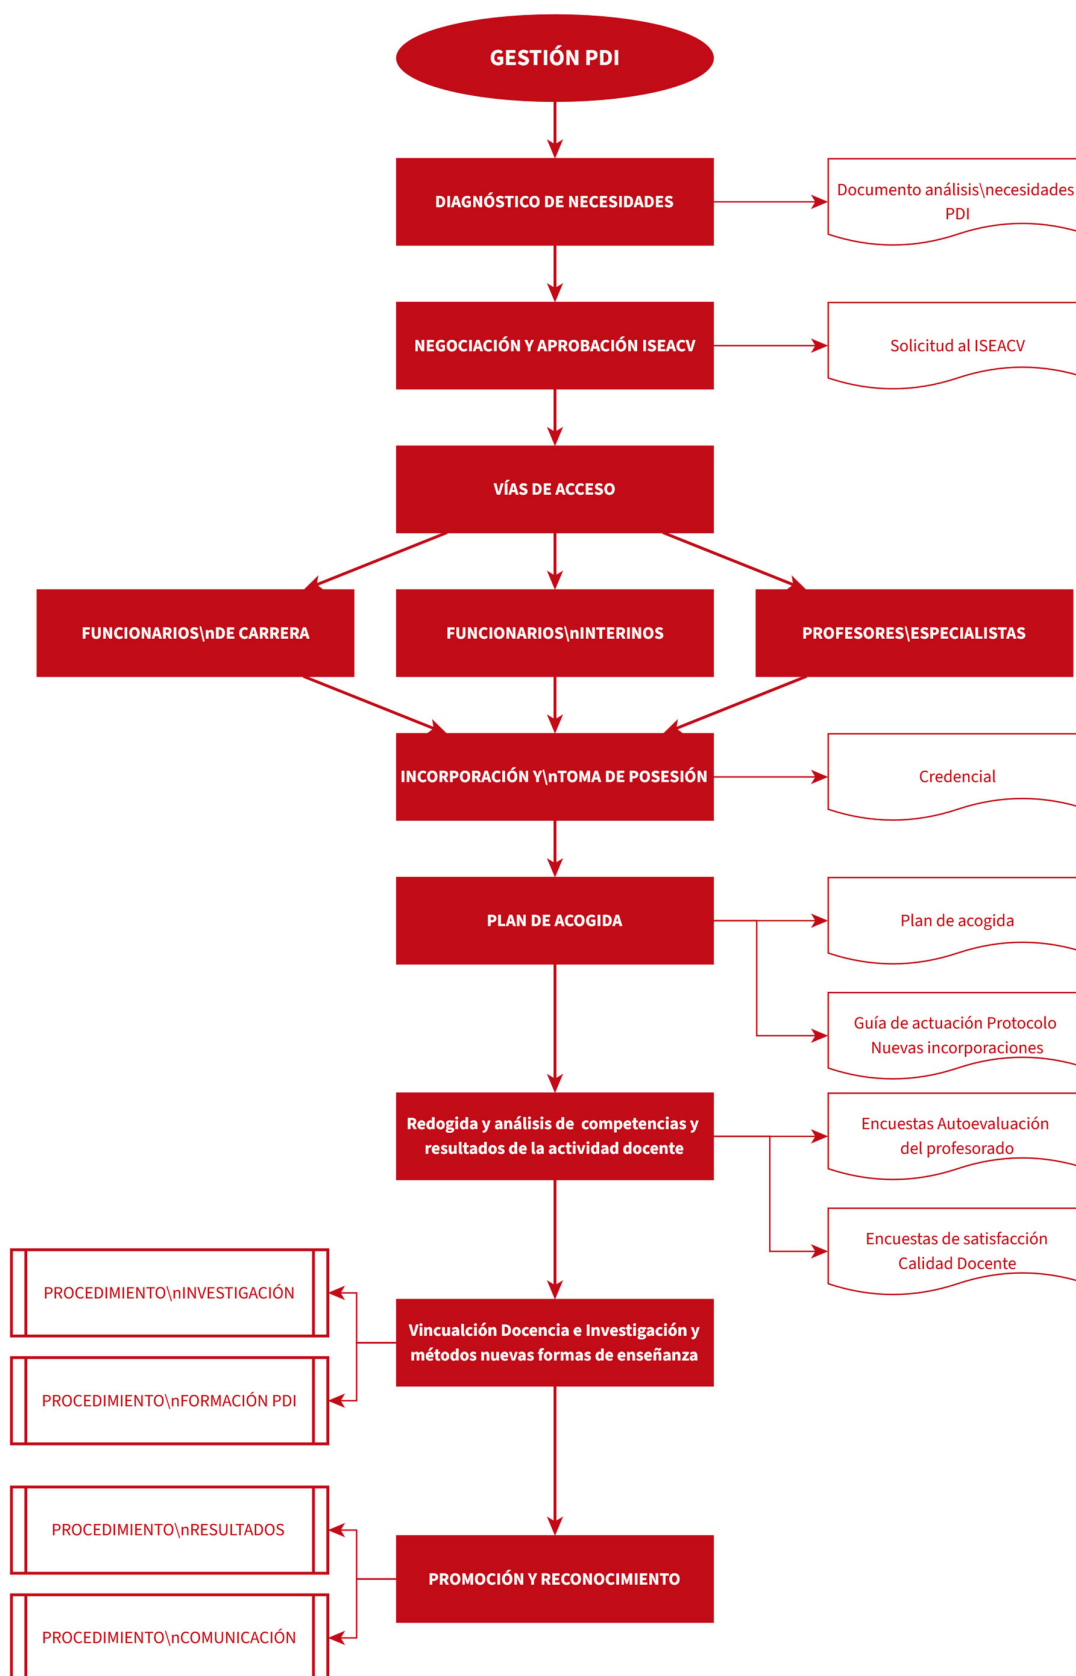 GESTIÓN PDI
DIAGNÓSTICO DE NECESIDADES
Documento análisis\necesidades
PDI
NEGOCIACIÓN Y APROBACIÓN ISEACV
Solicitud al ISEACV
VÍAS DE ACCESO
FUNCIONARIOS\nDE CARRERA
FUNCIONARIOS\nINTERINOS
PROFESORES\ESPECIALISTAS
INCORPORACIÓN Y\nTOMA DE POSESIÓN
Credencial
PLAN DE ACOGIDA
Plan de acogida
Guía de actuación Protocolo
Nuevas incorporaciones
Redogida y análisis de competencias y
resultados de la actividad docente
Encuestas Autoevaluación
del profesorado
Encuestas de satisfacción
Calidad Docente
PROCEDIMIENTO\nINVESTIGACIÓN
Vincualción Docencia e Investigación y
métodos nuevas formas de enseñanza
PROCEDIMIENTO\nFORMACIÓN PDI
PROCEDIMIENTO\nRESULTADOS
PROMOCIÓN Y RECONOCIMIENTO
PROCEDIMIENTO\nCOMUNICACIÓN